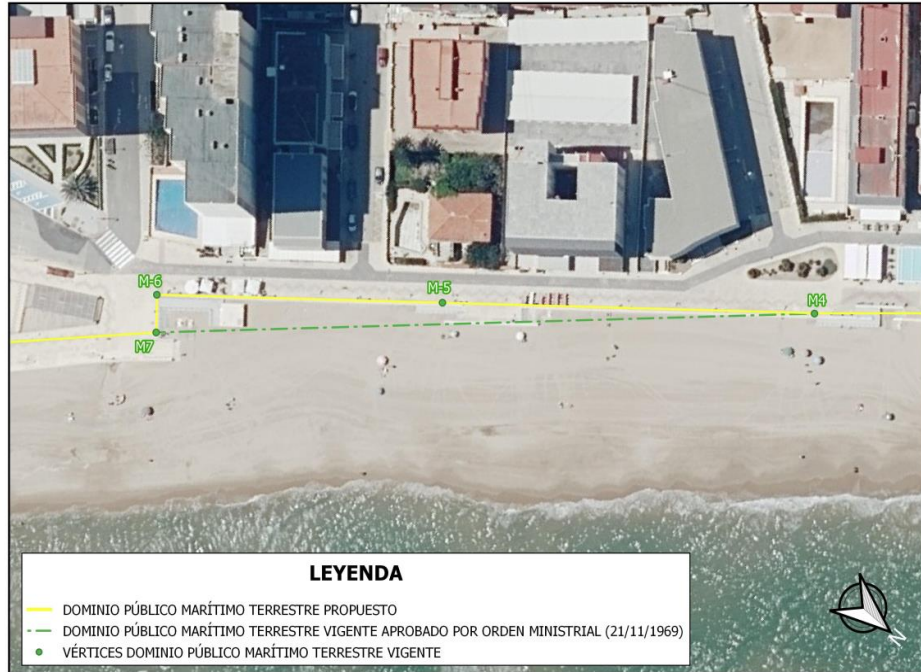 M-6
M-5
M4
M7
LEYENDA
DOMINIO PÚBLICO MARÍTIMO TERRESTRE PROPUESTO
DOMINIO PÚBLICO MARÍTIMO TERRESTRE VIGENTE APROBADO POR ORDEN MINISTRIAL (21/11/1969)
VÉRTICES DOMINIO PÚBLICO MARÍTIMO TERRESTRE VIGENTE
N